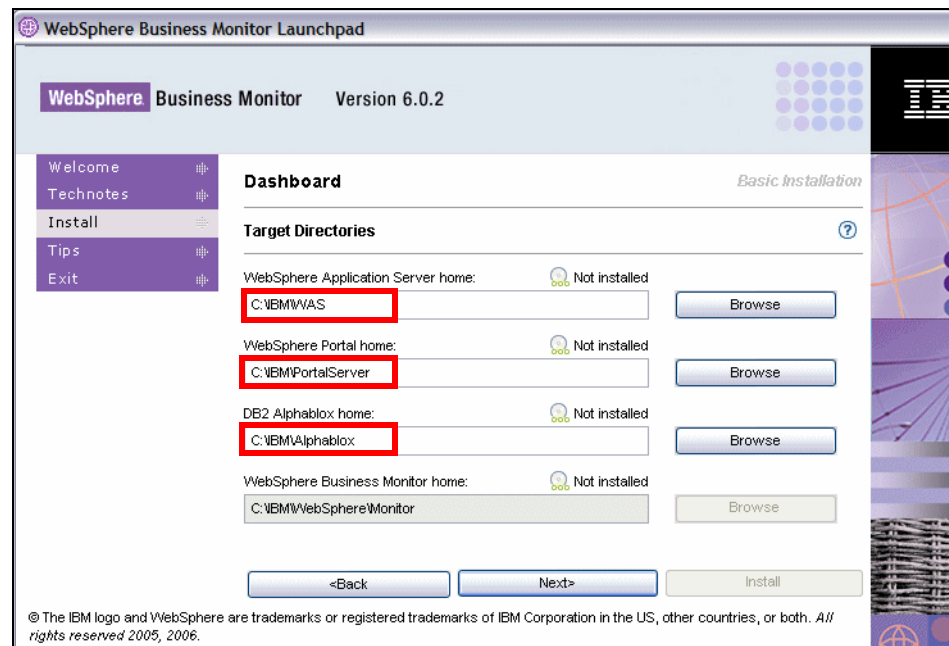 WebSphere Business Monitor Launchpad
WebSphere Business Monitor Version 6.0.2
Welcome
Technotes
Install
Tips
Exit
Dashboard
Basic Installation
Target Directories
?
WebSphere Application Server home:
Not installed
C:\IBM\WAS
Browse
WebSphere Portal home:
Not installed
C:\IBM\PortalServer
Browse
DB2 Alphablox home:
Not installed
C:\IBM\Alphablox
Browse
WebSphere Business Monitor home:
Not installed
C:\IBM\WebSphere\Monitor
Browse
<Back
Next>
Install
© The IBM logo and WebSphere are trademarks or registered trademarks of IBM Corporation in the US, other countries, or both. All
rights reserved 2005, 2006.